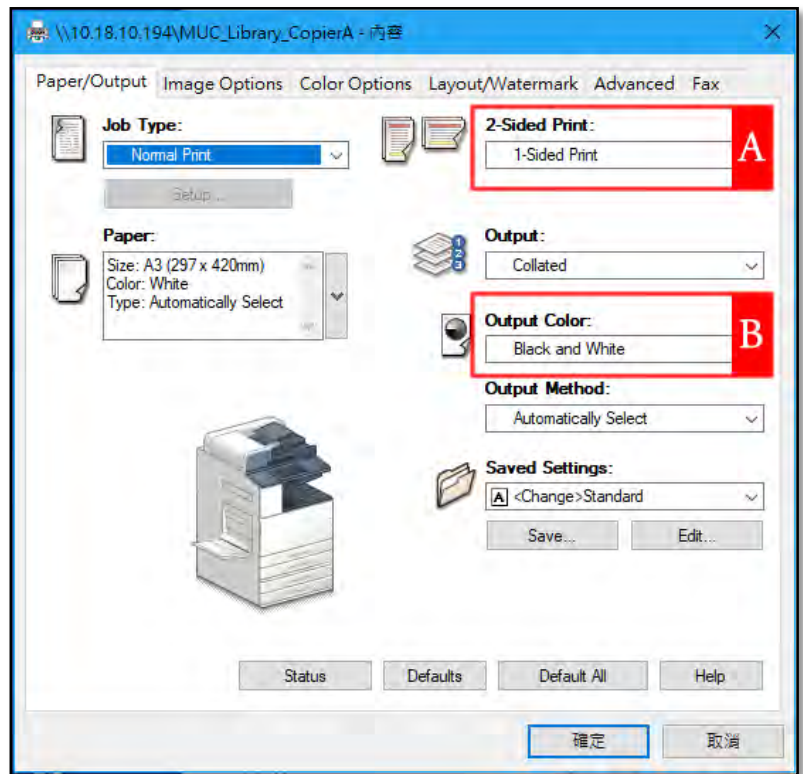 \\10.18.10.194\MUC_Library_CopierA - 內容
Paper/Output Image Options Color Options Layout/Watermark Advanced Fax
Job Type:
Normal Print
Setup...
2-Sided Print:
1-Sided Print
A
Paper:
Size: A3 (297 x 420mm)
Color: White
Type: Automatically Select
1
2
3
Output:
Collated
Output Color:
Black and White
B
Output Method:
Automatically Select
Saved Settings:
A <Change>Standard
Save... Edit...
Status Defaults Default All Help
確定 取消